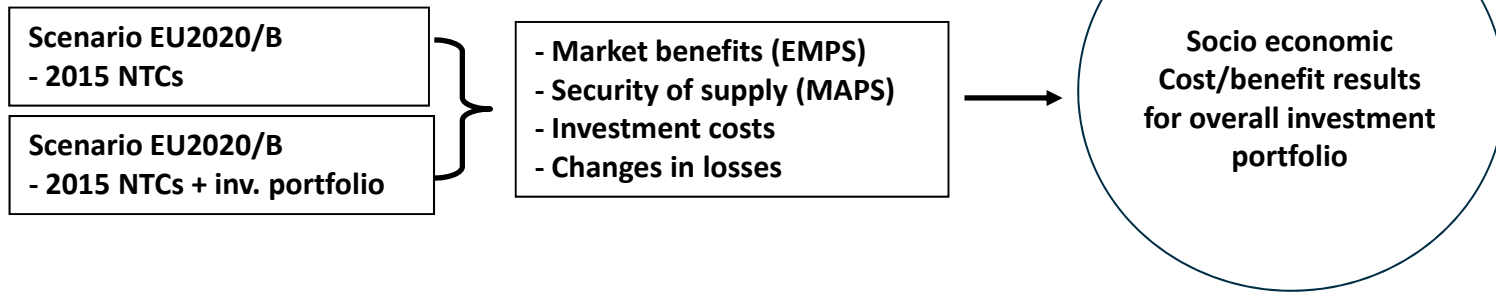 Scenario EU2020/B
- 2015 NTCs
Scenario EU2020/B
- 2015 NTCs + inv. portfolio
- Market benefits (EMPS)
- Security of supply (MAPS)
- Investment costs
- Changes in losses
Socio economic
Cost/benefit results
for overall investment
portfolio